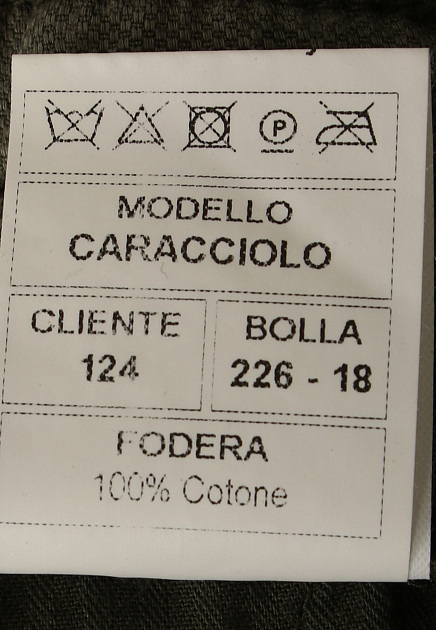 P
MODELLO
CARACCIOLO
CLIENTE
124
BOLLA
226 - 18
FODERA
100% Cotone